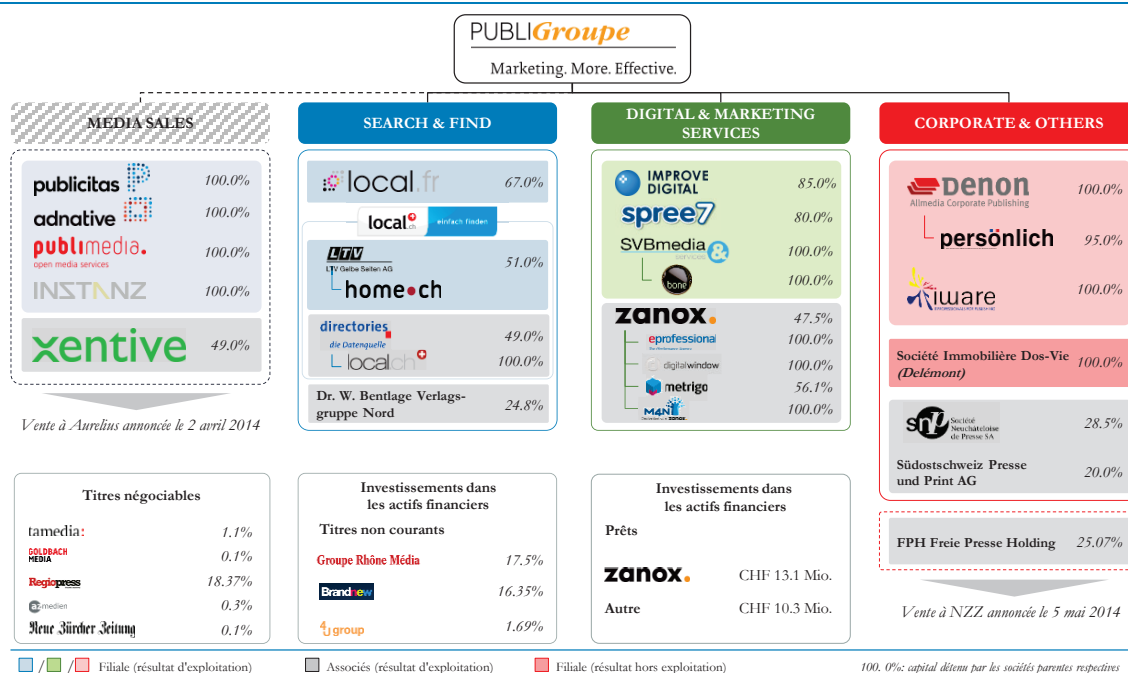 PUBLIGroupe
Marketing. More. Effective.
MEDIA SALES
publicitas 100.0%
adnative 100.0%
publimedia. 100.0%
open media services
INSTANZ 100.0%
xentive 49.0%
Vente à Aurelius annoncée le 2 avril 2014
SEARCH & FIND
local.fr 67.0%
local.ch einfach finden
LTV 51.0%
LTV Gelbe Seiten AG
home.ch
directories 49.0%
die Datenquelle
local.ch 100.0%
Dr. W. Bentlage Verlags-
gruppe Nord 24.8%
DIGITAL & MARKETING
SERVICES
IMPROVE
DIGITAL 85.0%
spree7 80.0%
SVBmedia & 100.0%
services
bone 100.0%
zanox. 47.5%
eprofessional 100.0%
digitalwindow 100.0%
metrigo 56.1%
M4N 100.0%
CORPORATE & OTHERS
Denon 100.0%
Allmedia Corporate Publishing
persönlich 95.0%
iware 100.0%
Société Immobilière Dos-Vie 100.0%
(Delémont)
snp Société
Neuchâteloise
de Presse SA 28.5%
Südostschweiz Presse
und Print AG 20.0%
FPH Freie Presse Holding 25.07%
Vente à NZZ annoncée le 5 mai 2014
Titres négociables
tamedia: 1.1%
GOLDBACH
MEDIA 0.1%
Regiopress 18.37%
azmedien 0.3%
Neue Zürcher Zeitung 0.1%
Investissements dans
les actifs financiers
Titres non courants
Groupe Rhône Média 17.5%
Brandnew 16.35%
4U group 1.69%
Investissements dans
les actifs financiers
Prêts
zanox. CHF 13.1 Mio.
Autre CHF 10.3 Mio.
/ / Filiale (résultat d'exploitation) Associés (résultat d'exploitation) Filiale (résultat hors exploitation) 100. 0%: capital détenu par les sociétés parentes respectives